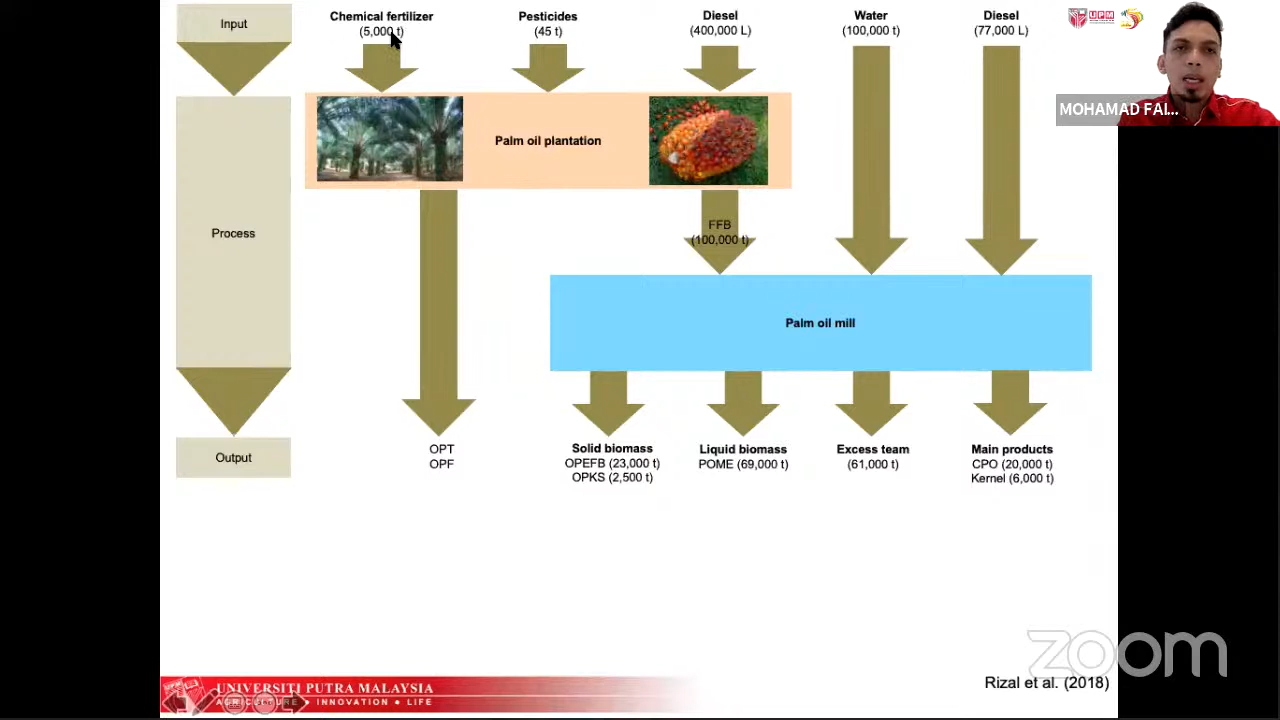 Input
Chemical fertilizer
(5,000 t)
Pesticides
(45 t)
Diesel
(400,000 L)
Water
(100,000 t)
Diesel
(77,000 L)
UPM
MOHAMAD FAI...
Process
Palm oil plantation
FFB
(100,000 t)
Palm oil mill
Output
OPT
OPF
Solid biomass
OPEFB (23,000 t)
OPKS (2,500 t)
Liquid biomass
POME (69,000 t)
Excess team
(61,000 t)
Main products
CPO (20,000 t)
Kernel (6,000 t)
zoom
Rizal et al. (2018)
UNIVERSITI PUTRA MALAYSIA
AGRICULTURE • INNOVATION • LIFE